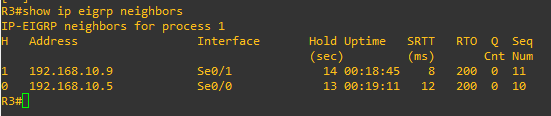 R3#show ip eigrp neighbors
IP-EIGRP neighbors for process 1
H   Address                 Interface       Hold Uptime   SRTT   RTO  Q  Seq
                                            (sec)         (ms)       Cnt Num
1   192.168.10.9            Se0/1             14 00:18:45    8   200  0  11
0   192.168.10.5            Se0/0             13 00:19:11   12   200  0  10
R3#